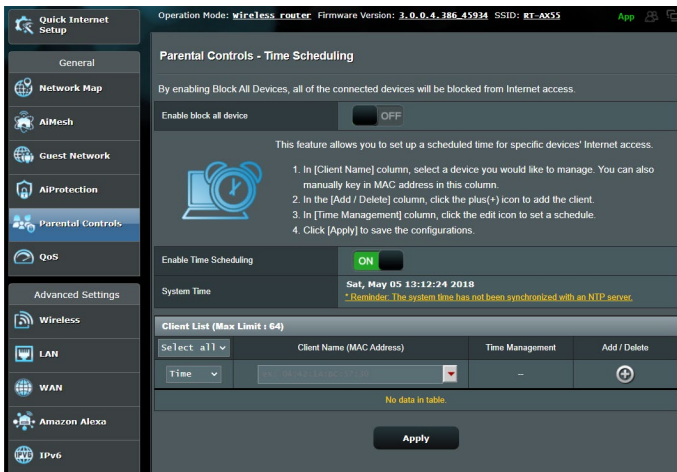 Quick Internet
Setup
Operation Mode: Wireless router Firmware Version: 3.0.0.4.386_45934 SSID: RT-AX55 App
General
Network Map
AiMesh
Guest Network
AiProtection
Parental Controls
QoS
Advanced Settings
Wireless
LAN
WAN
Amazon Alexa
IPv6
Parental Controls - Time Scheduling
By enabling Block All Devices, all of the connected devices will be blocked from Internet access.
Enable block all device OFF
This feature allows you to set up a scheduled time for specific devices' Internet access.
1. In [Client Name] column, select a device you would like to manage. You can also
manually key in MAC address in this column.
2. In the [Add / Delete] column, click the plus(+) icon to add the client.
3. In [Time Management] column, click the edit icon to set a schedule.
4. Click [Apply] to save the configurations.
Enable Time Scheduling ON
System Time Sat, May 05 13:12:24 2018
* Reminder: The system time has not been synchronized with an NTP server.
Client List (Max Limit : 64)
Select all Client Name (MAC Address) Time Management Add / Delete
Time --
No data in table.
Apply